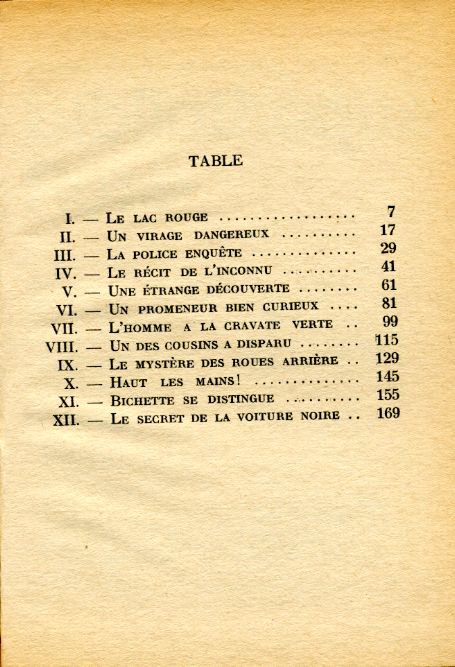 TABLE
I. — LE LAC ROUGE .................. 7
II. — UN VIRAGE DANGEREUX .......... 17
III. — LA POLICE ENQUÊTE .............. 29
IV. — LE RÉCIT DE L'INCONNU .......... 41
V. — UNE ÉTRANGE DÉCOUVERTE ........ 61
VI. — UN PROMENEUR BIEN CURIEUX .... 81
VII. — L'HOMME A LA CRAVATE VERTE .. 99
VIII. — UN DES COUSINS A DISPARU ........ 115
IX. — LE MYSTÈRE DES ROUES ARRIÈRE .. 129
X. — HAUT LES MAINS! .............. 145
XI. — BICHETTE SE DISTINGUE .......... 155
XII. — LE SECRET DE LA VOITURE NOIRE .. 169